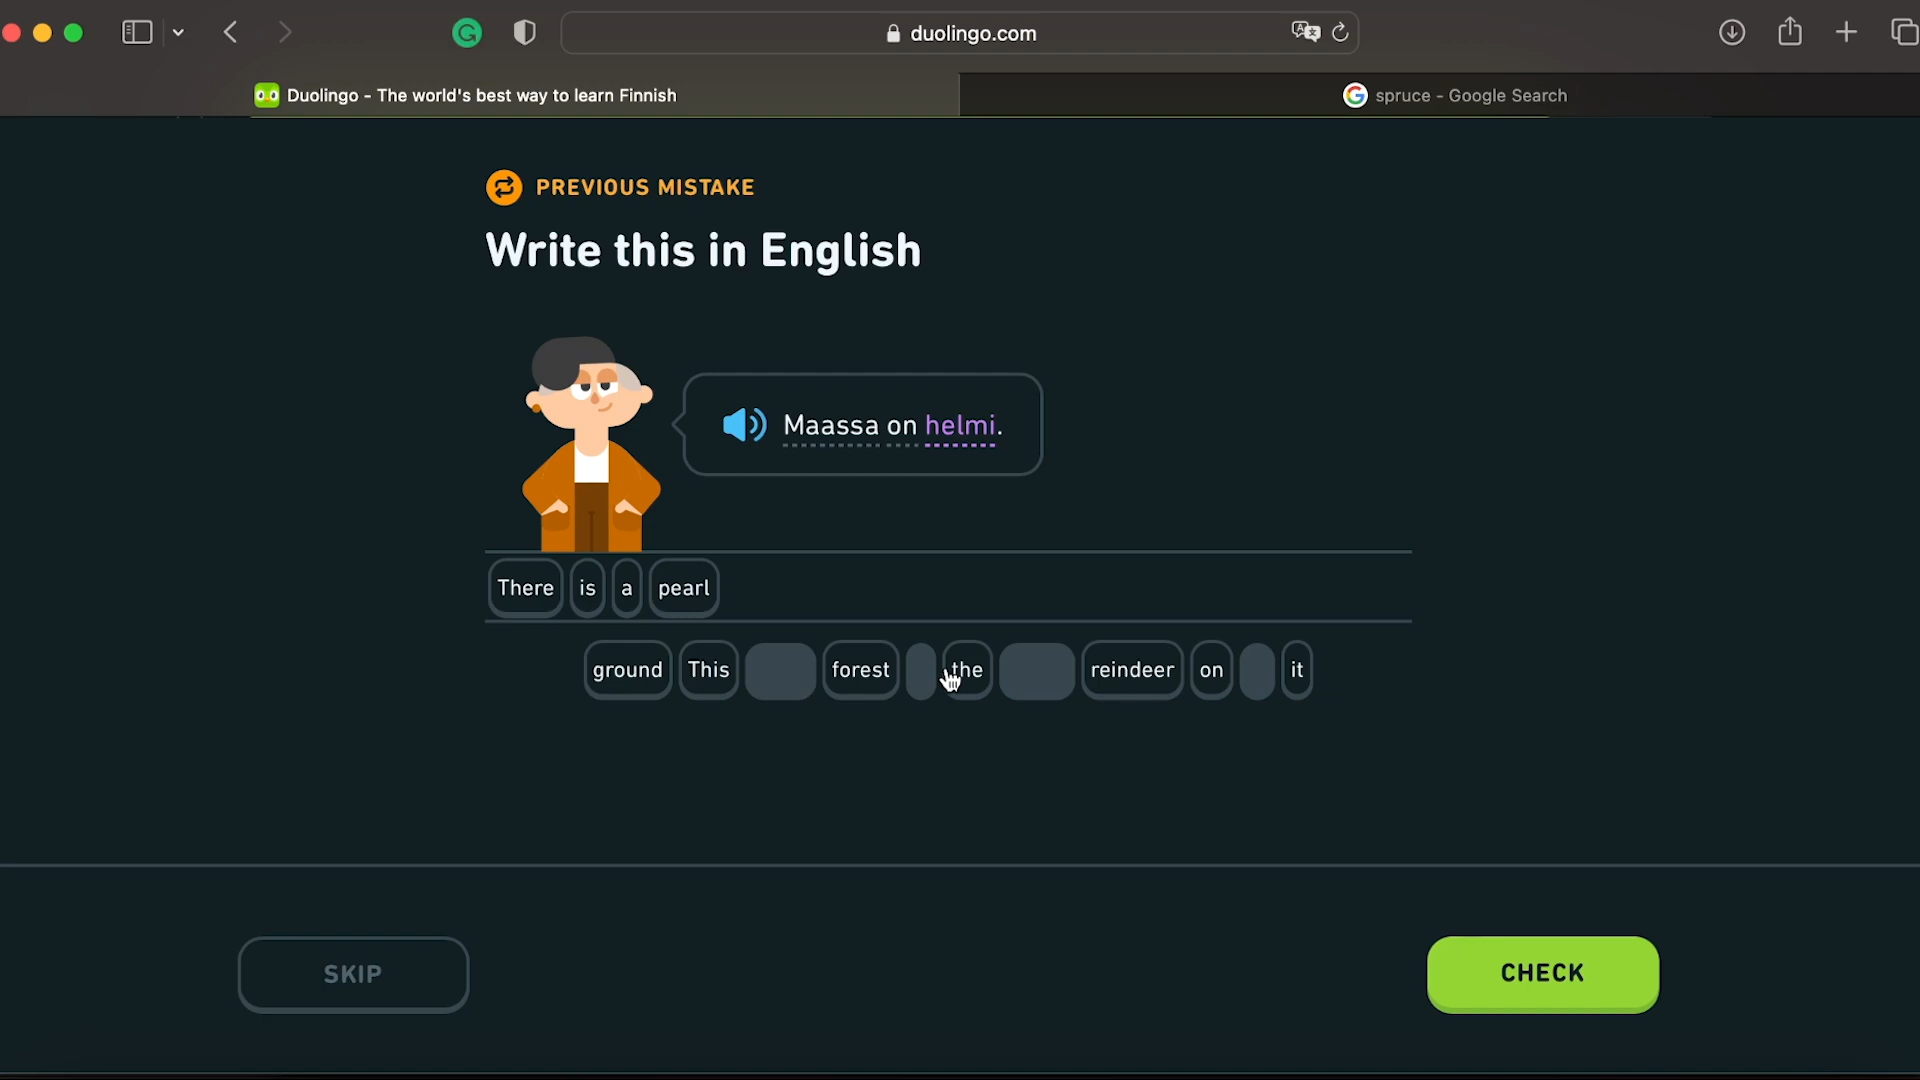 duolingo.com
Duolingo - The world's best way to learn Finnish
spruce - Google Search
PREVIOUS MISTAKE
Write this in English
Maassa on helmi.
There is a pearl
ground This forest the reindeer on it
SKIP
CHECK